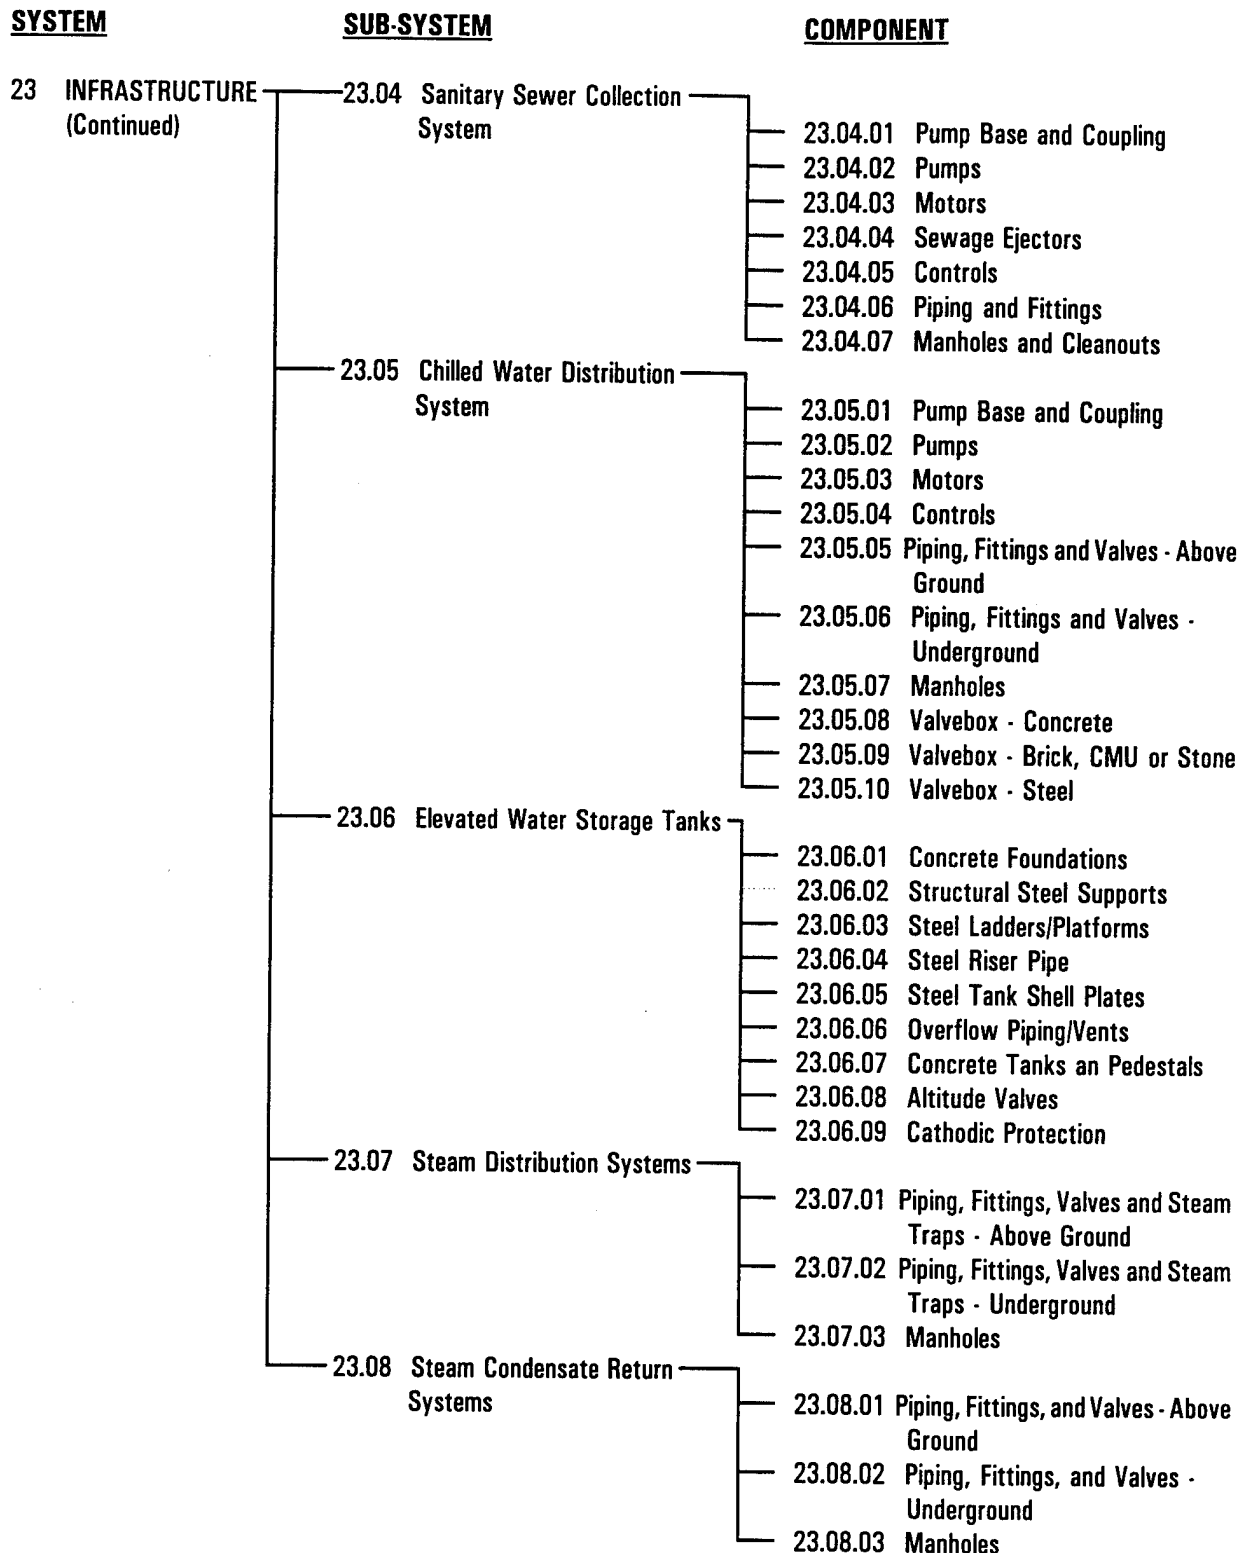 SYSTEM SUB-SYSTEM COMPONENT
23 INFRASTRUCTURE 23.04 Sanitary Sewer Collection
(Continued) System
23.04.01 Pump Base and Coupling
23.04.02 Pumps
23.04.03 Motors
23.04.04 Sewage Ejectors
23.04.05 Controls
23.04.06 Piping and Fittings
23.04.07 Manholes and Cleanouts
23.05 Chilled Water Distribution
System
23.05.01 Pump Base and Coupling
23.05.02 Pumps
23.05.03 Motors
23.05.04 Controls
23.05.05 Piping, Fittings and Valves - Above
Ground
23.05.06 Piping, Fittings and Valves -
Underground
23.05.07 Manholes
23.05.08 Valvebox - Concrete
23.05.09 Valvebox - Brick, CMU or Stone
23.05.10 Valvebox - Steel
23.06 Elevated Water Storage Tanks
23.06.01 Concrete Foundations
23.06.02 Structural Steel Supports
23.06.03 Steel Ladders/Platforms
23.06.04 Steel Riser Pipe
23.06.05 Steel Tank Shell Plates
23.06.06 Overflow Piping/Vents
23.06.07 Concrete Tanks an Pedestals
23.06.08 Altitude Valves
23.06.09 Cathodic Protection
23.07 Steam Distribution Systems
23.07.01 Piping, Fittings, Valves and Steam
Traps - Above Ground
23.07.02 Piping, Fittings, Valves and Steam
Traps - Underground
23.07.03 Manholes
23.08 Steam Condensate Return
Systems
23.08.01 Piping, Fittings, and Valves - Above
Ground
23.08.02 Piping, Fittings, and Valves -
Underground
23.08.03 Manholes